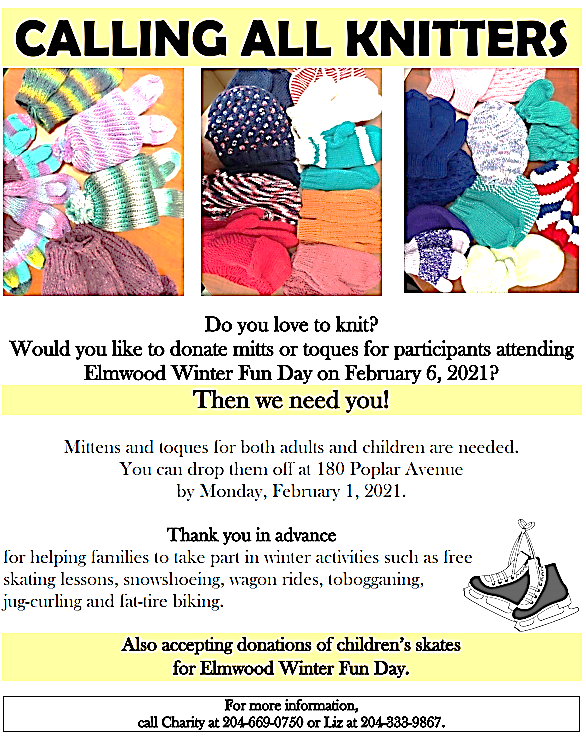 CALLING ALL KNITTERS
Do you love to knit?
Would you like to donate mitts or toques for participants attending
Elmwood Winter Fun Day on February 6, 2021?
Then we need you!
Mittens and toques for both adults and children are needed.
You can drop them off at 180 Poplar Avenue
by Monday, February 1, 2021.
Thank you in advance
for helping families to take part in winter activities such as free
skating lessons, snowshoeing, wagon rides, tobogganing,
jug-curling and fat-tire biking.
Also accepting donations of children's skates
for Elmwood Winter Fun Day.
For more information,
call Charity at 204-669-0750 or Liz at 204-333-9867.